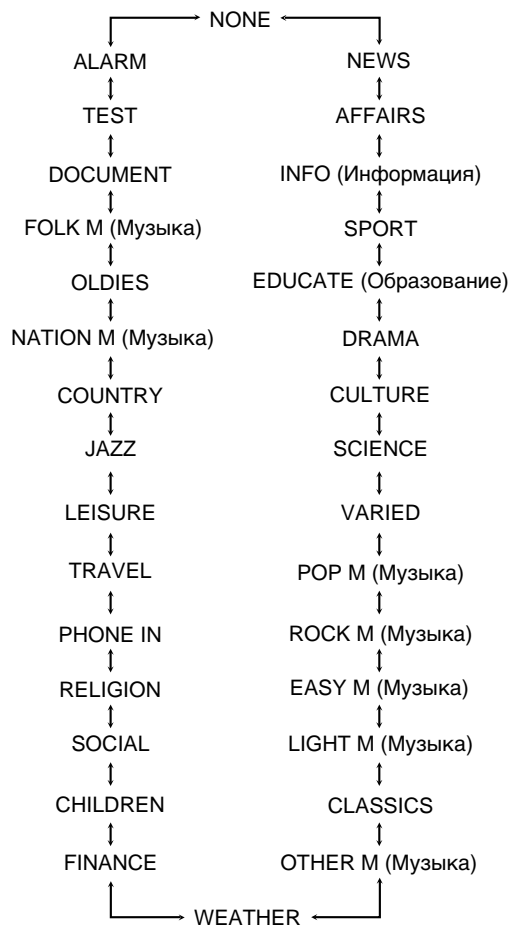 NONE
ALARM NEWS
TEST AFFAIRS
DOCUMENT INFO (Информация)
FOLK M (Музыка) SPORT
OLDIES EDUCATE (Образование)
NATION M (Музыка) DRAMA
COUNTRY CULTURE
JAZZ SCIENCE
LEISURE VARIED
TRAVEL POP M (Музыка)
PHONE IN ROCK M (Музыка)
RELIGION EASY M (Музыка)
SOCIAL LIGHT M (Музыка)
CHILDREN CLASSICS
FINANCE OTHER M (Музыка)
WEATHER